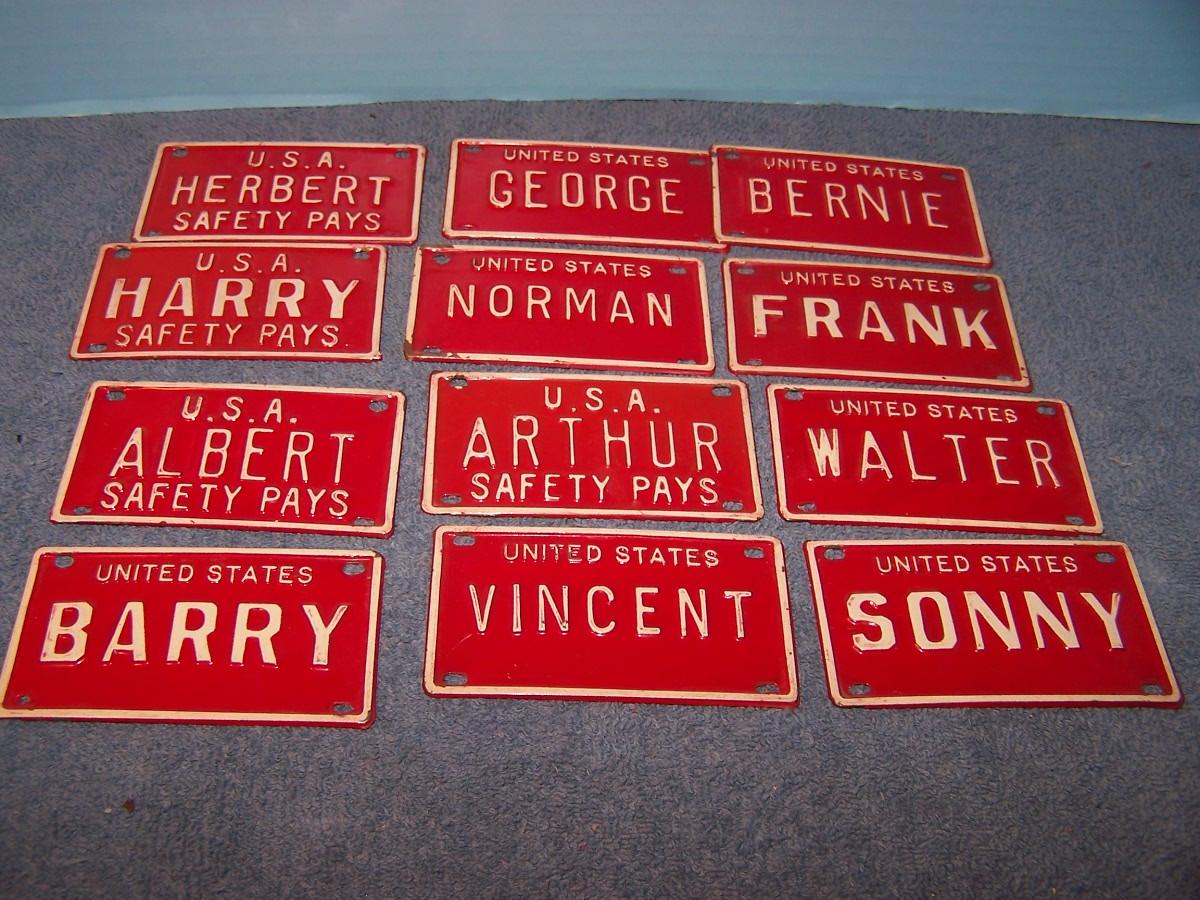 U.S.A.
HERBERT
SAFETY PAYS
UNITED STATES
GEORGE
UNITED STATES
BERNIE
U.S.A.
HARRY
SAFETY PAYS
UNITED STATES
NORMAN
UNITED STATES
FRANK
U.S.A.
ALBERT
SAFETY PAYS
U.S.A.
ARTHUR
SAFETY PAYS
UNITED STATES
WALTER
UNITED STATES
BARRY
UNITED STATES
VINCENT
UNITED STATES
SONNY